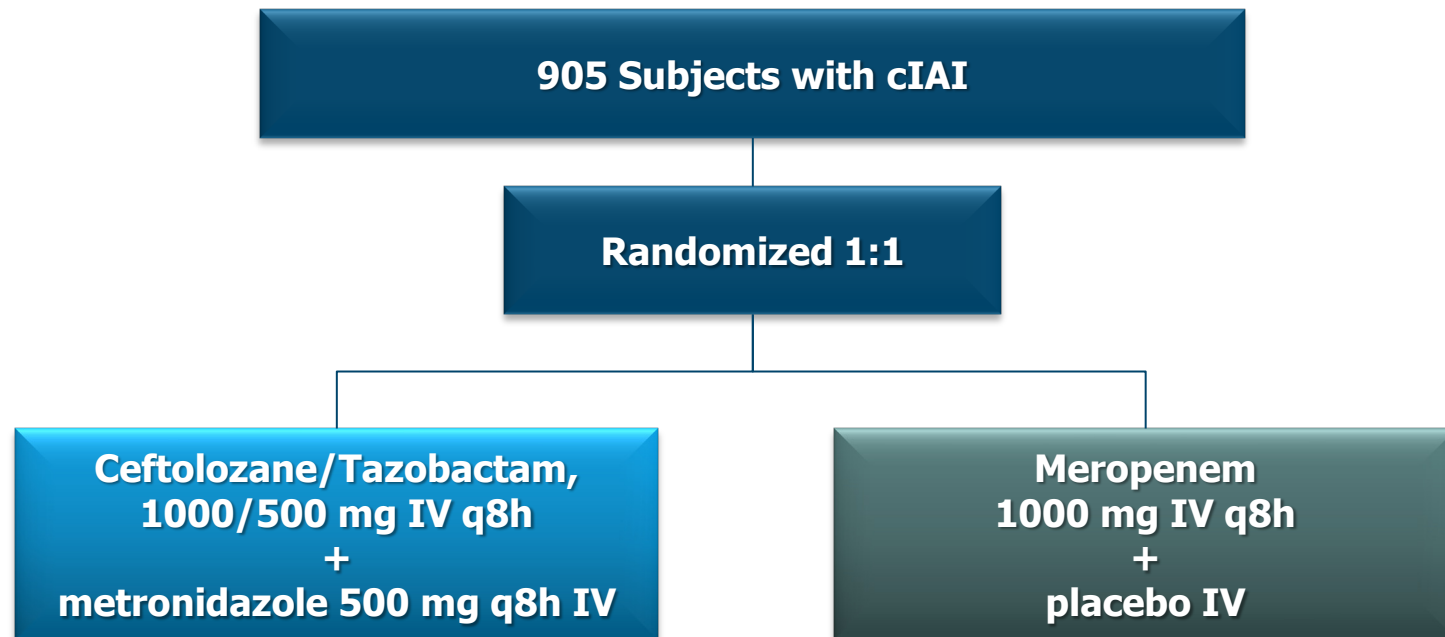 905 Subjects with cIAI
Randomized 1:1
Ceftolozane/Tazobactam,
1000/500 mg IV q8h
+
metronidazole 500 mg q8h IV
Meropenem
1000 mg IV q8h
+
placebo IV